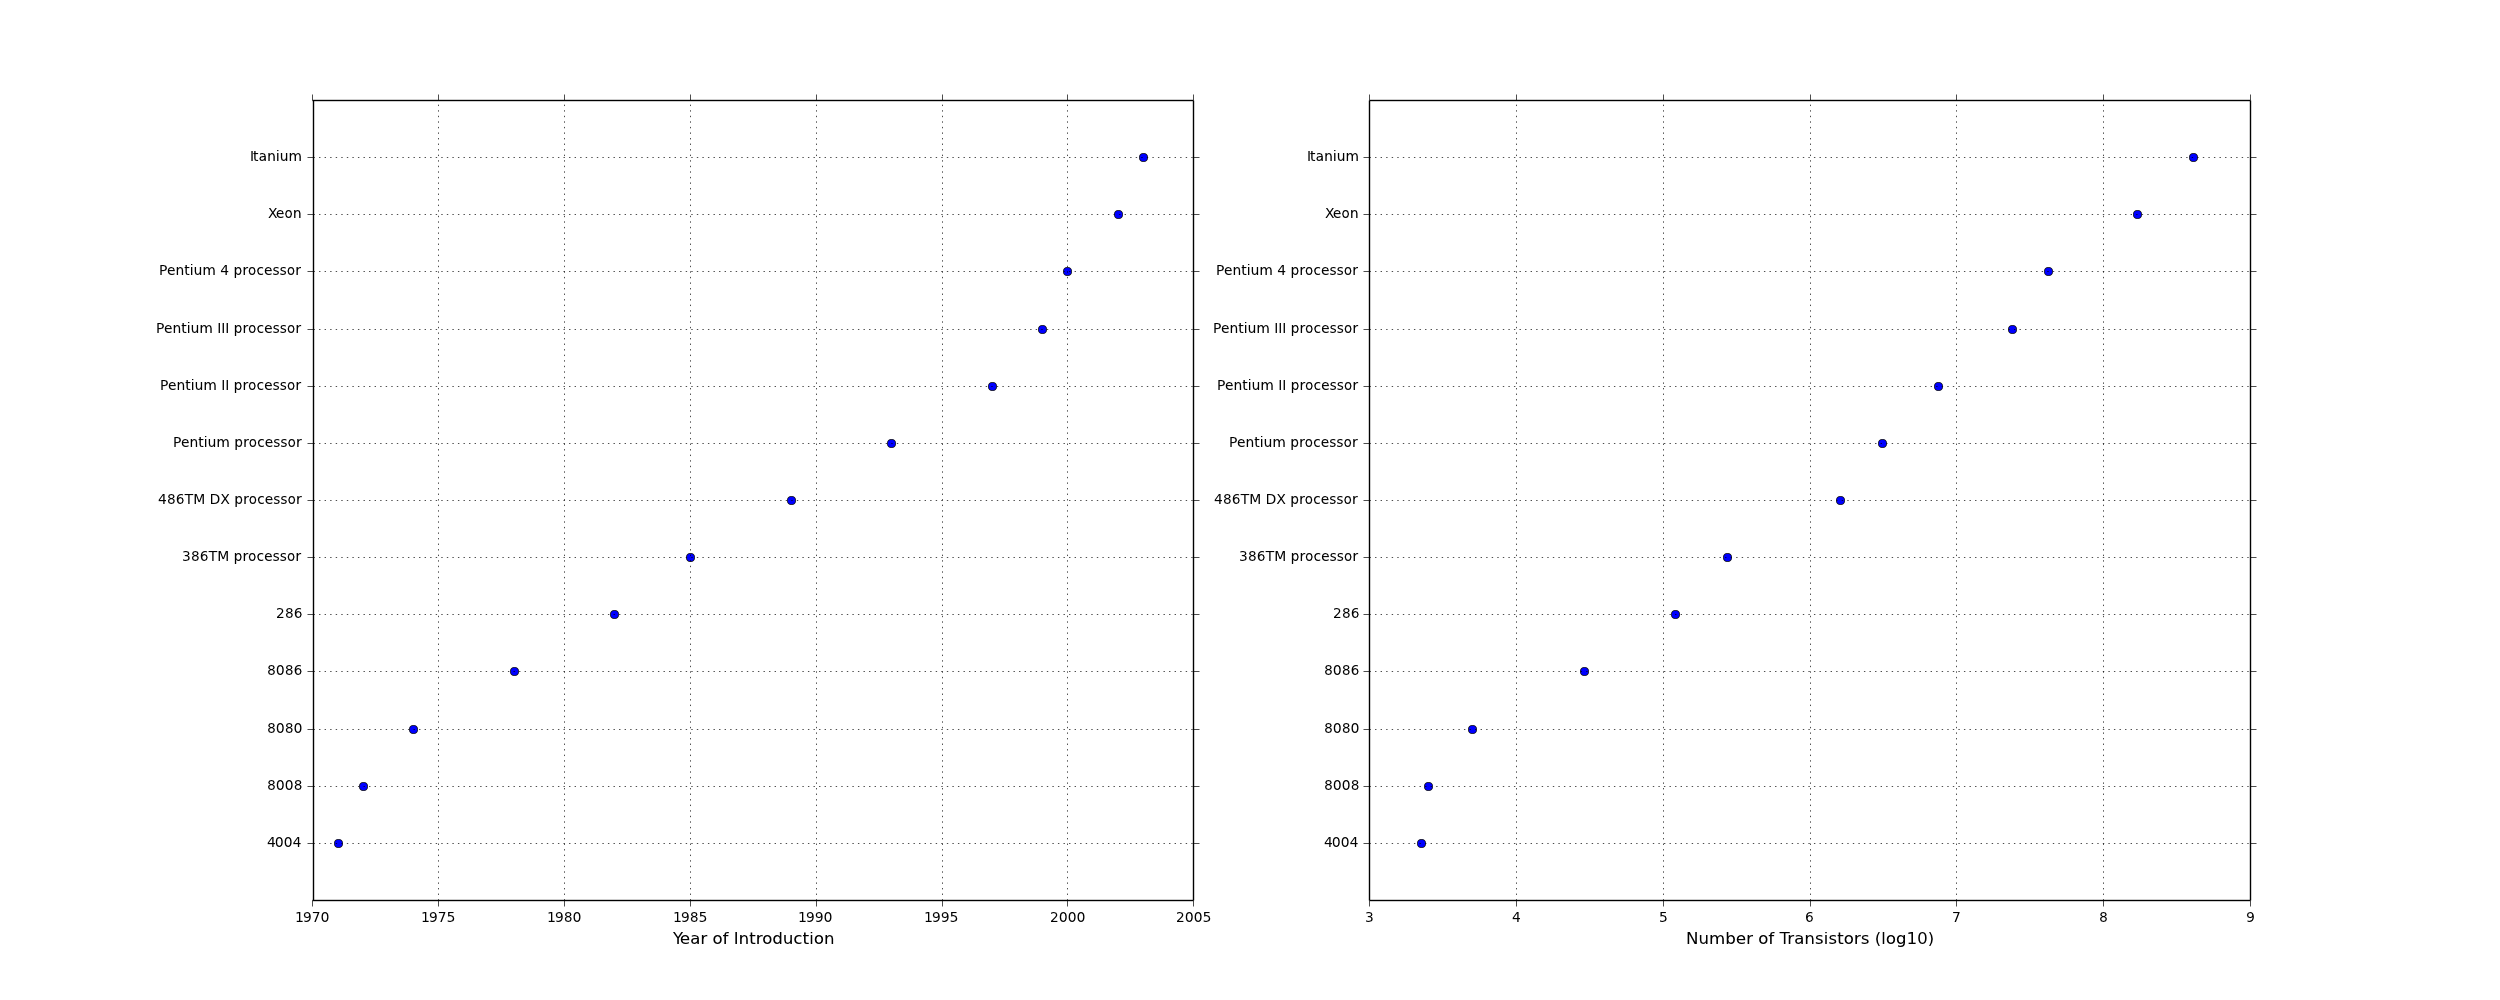 Itanium
Xeon
Pentium 4 processor
Pentium III processor
Pentium II processor
Pentium processor
486TM DX processor
386TM processor
286
8086
8080
8008
4004
1970 1975 1980 1985 1990 1995 2000 2005
Year of Introduction
Itanium
Xeon
Pentium 4 processor
Pentium III processor
Pentium II processor
Pentium processor
486TM DX processor
386TM processor
286
8086
8080
8008
4004
3 4 5 6 7 8 9
Number of Transistors (log10)